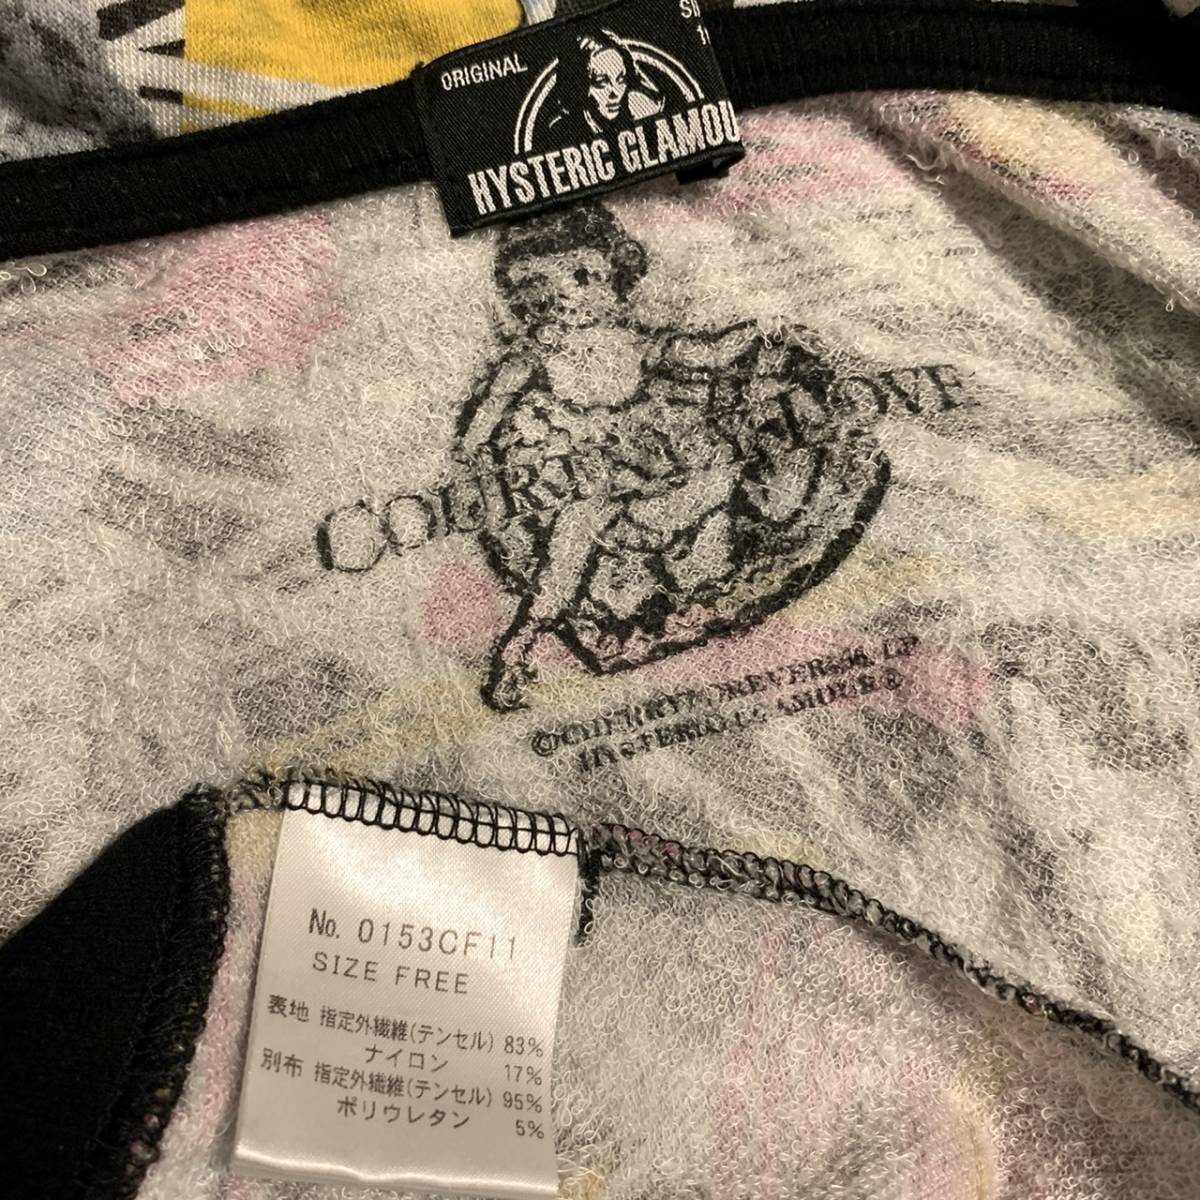 ORIGINAL
HYSTERIC GLAMOU
COURTNEY LOVE
No. 0153CF11
SIZE FREE
表地 指定外繊維(テンセル) 83%
ナイロン 17%
別布 指定外繊維(テンセル) 95%
ポリウレタン 5%